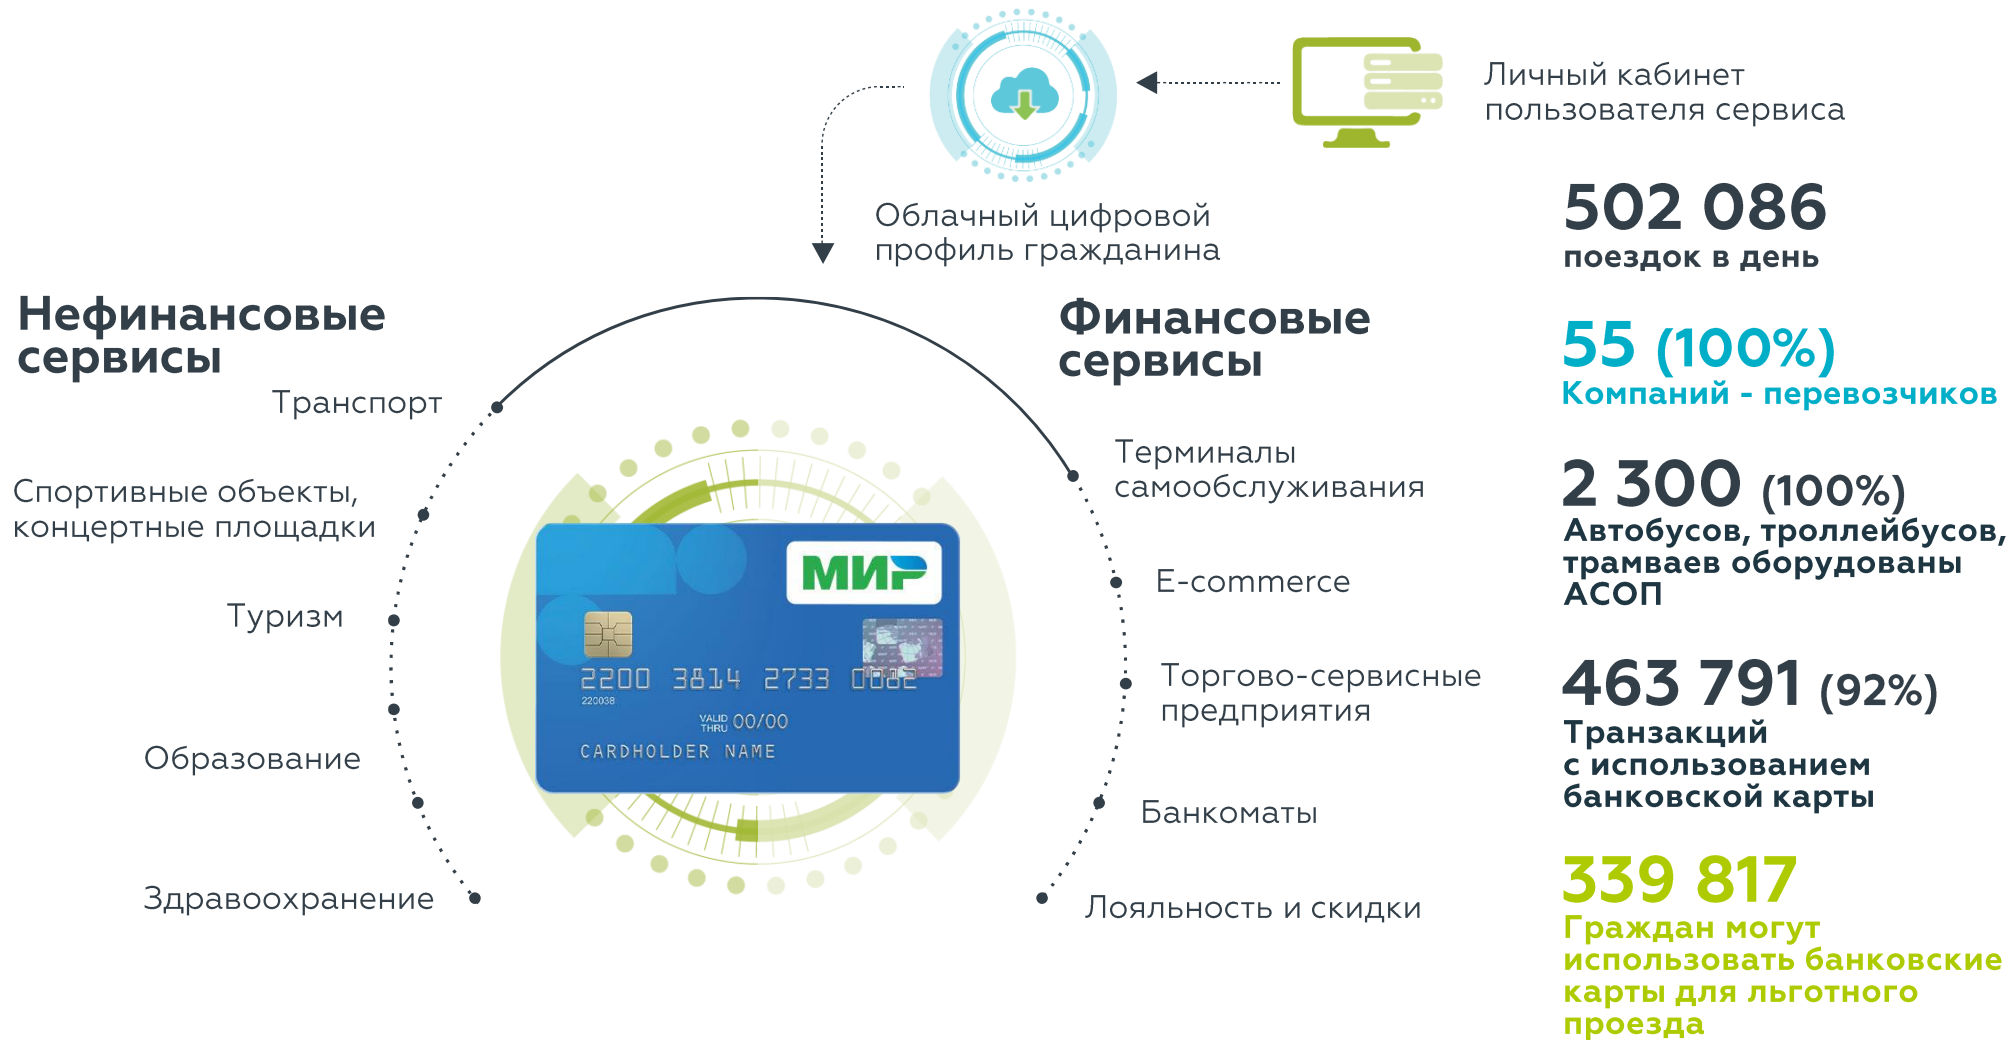 Личный кабинет
пользователя сервиса
Облачный цифровой
профиль гражданина
Нефинансовые
сервисы
Транспорт
Спортивные объекты,
концертные площадки
Туризм
Образование
Здравоохранение
МИР
2200 3814 2733 0082
220038
VALID
THRU 00/00
CARDHOLDER NAME
Финансовые
сервисы
Терминалы
самообслуживания
E-commerce
Торгово-сервисные
предприятия
Банкоматы
Лояльность и скидки
502 086
поездок в день
55 (100%)
Компаний - перевозчиков
2 300 (100%)
Автобусов, троллейбусов,
трамваев оборудованы
АСОП
463 791 (92%)
Транзакций
с использованием
банковской карты
339 817
Граждан могут
использовать банковские
карты для льготного
проезда